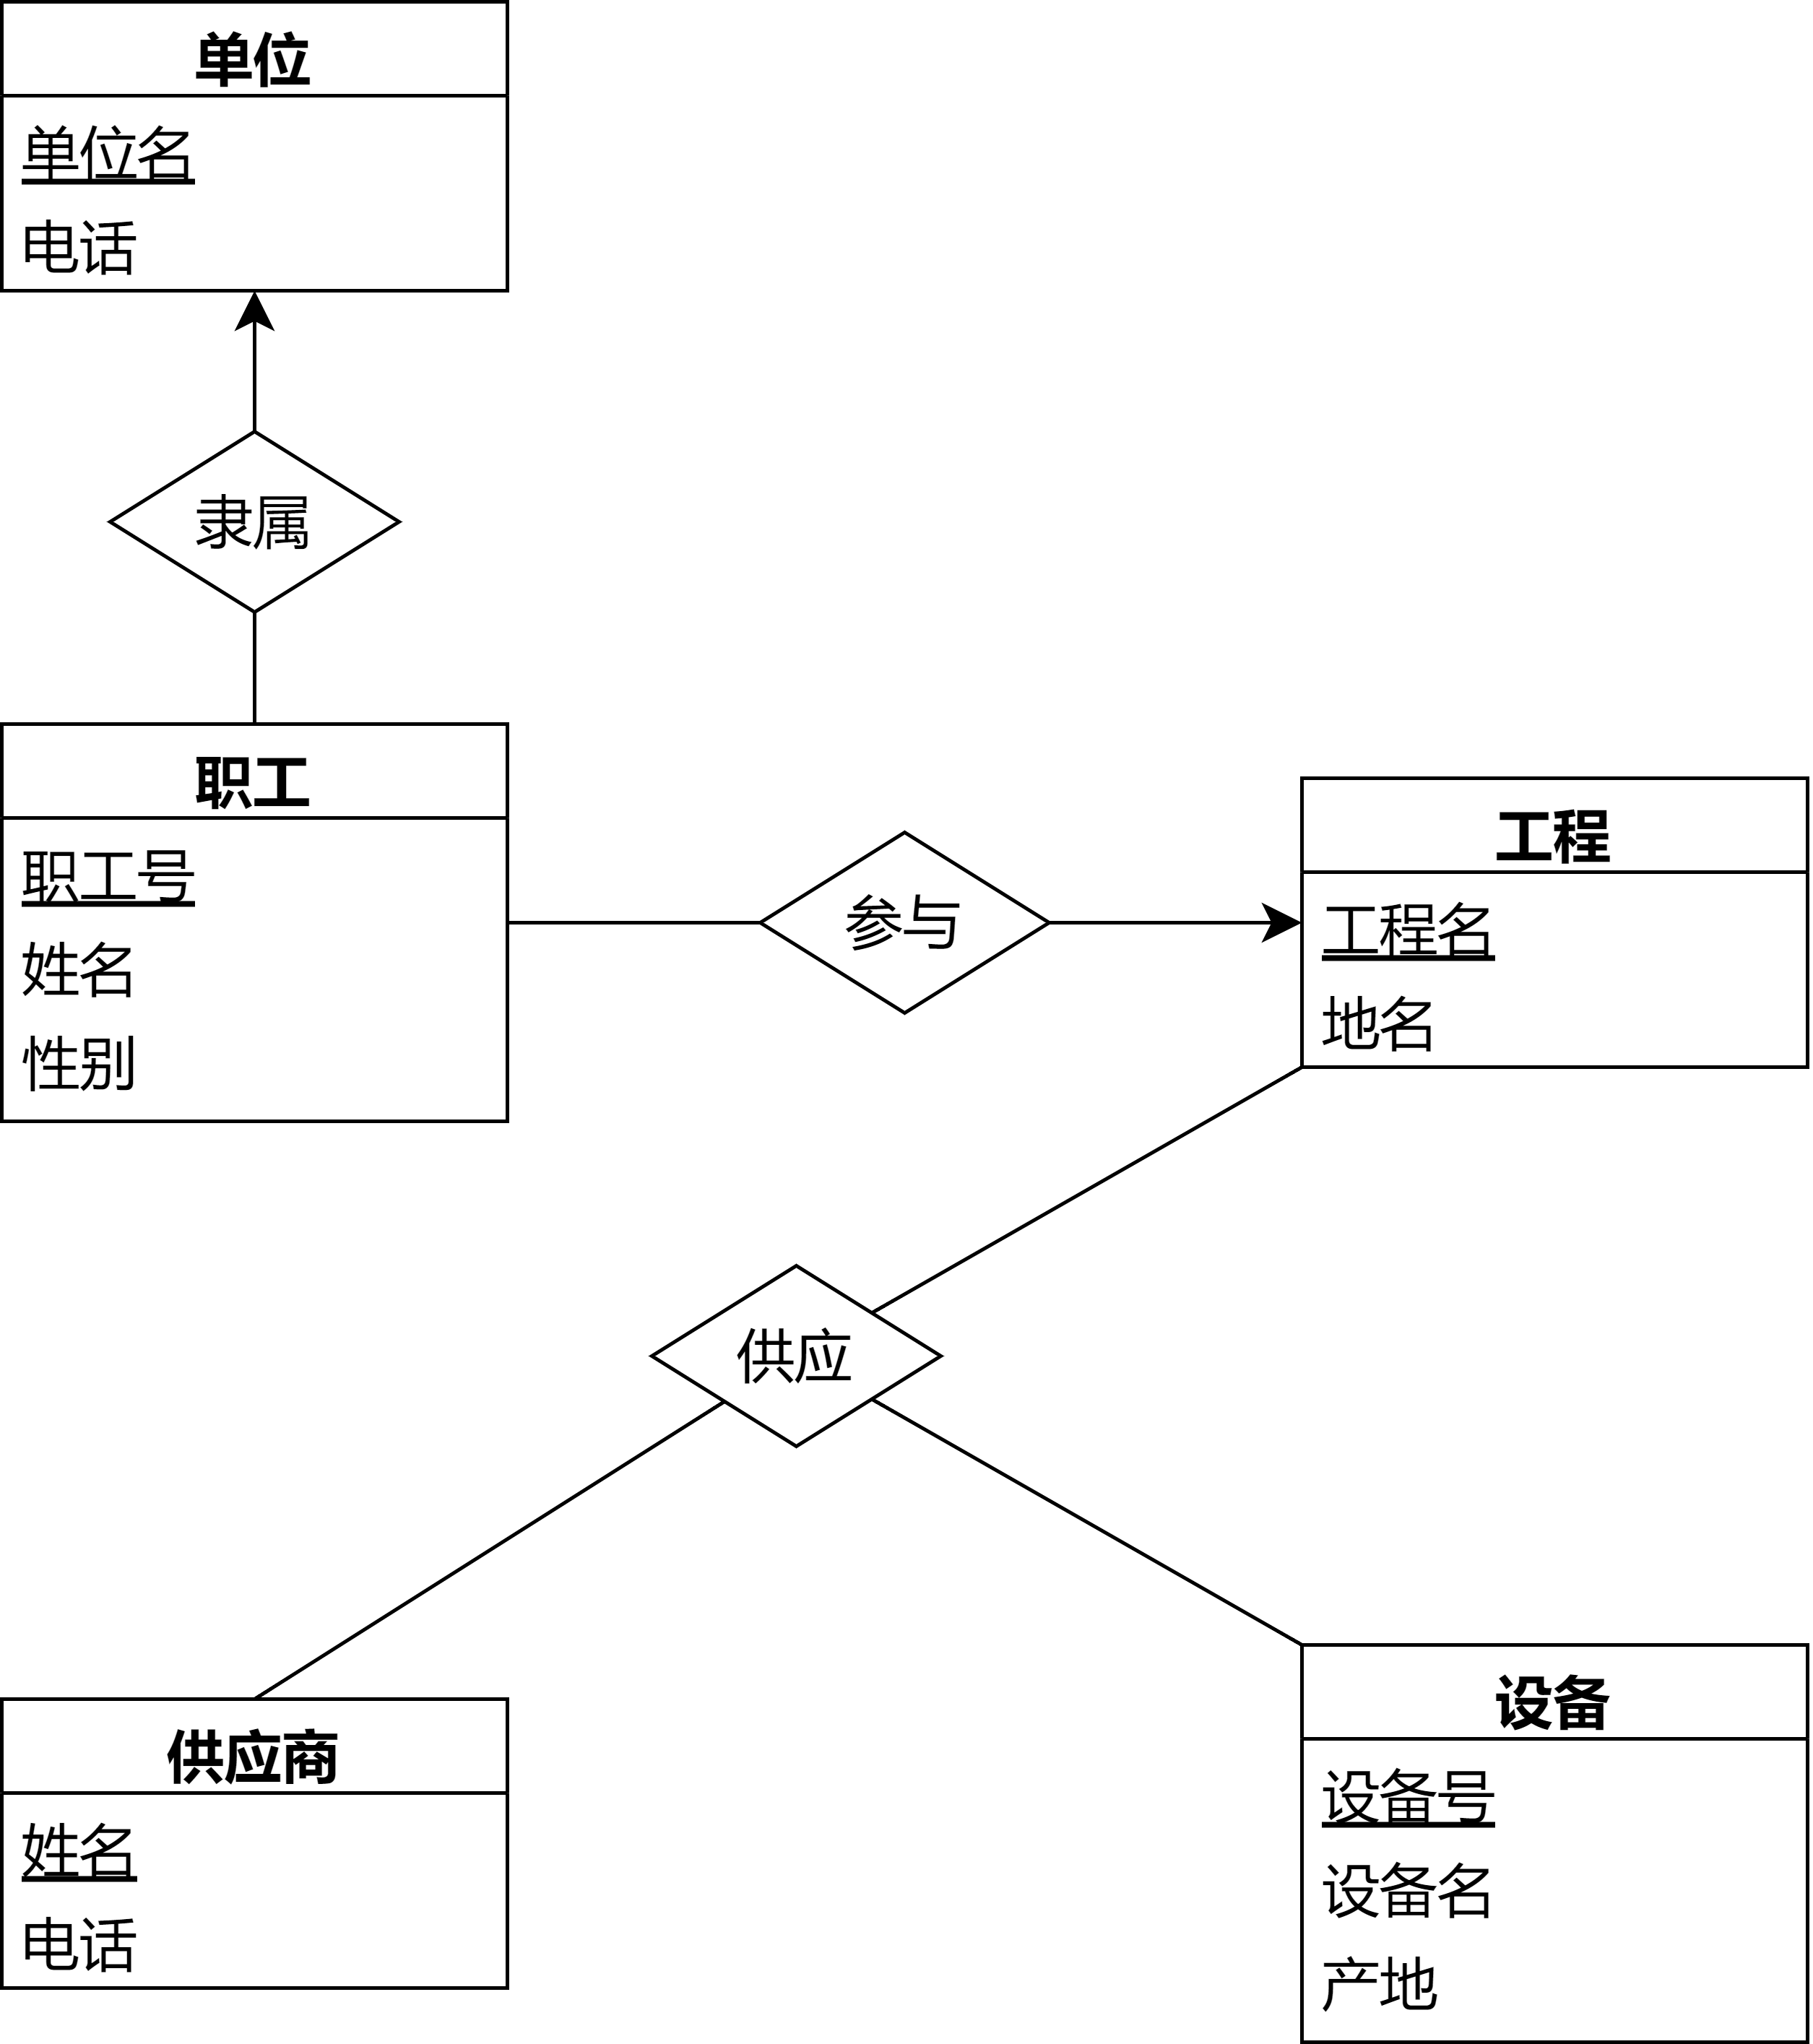 单位
单位名
电话
隶属
职工
职工号
姓名
性别
参与
工程
工程名
地名
供应
供应商
姓名
电话
设备
设备号
设备名
产地